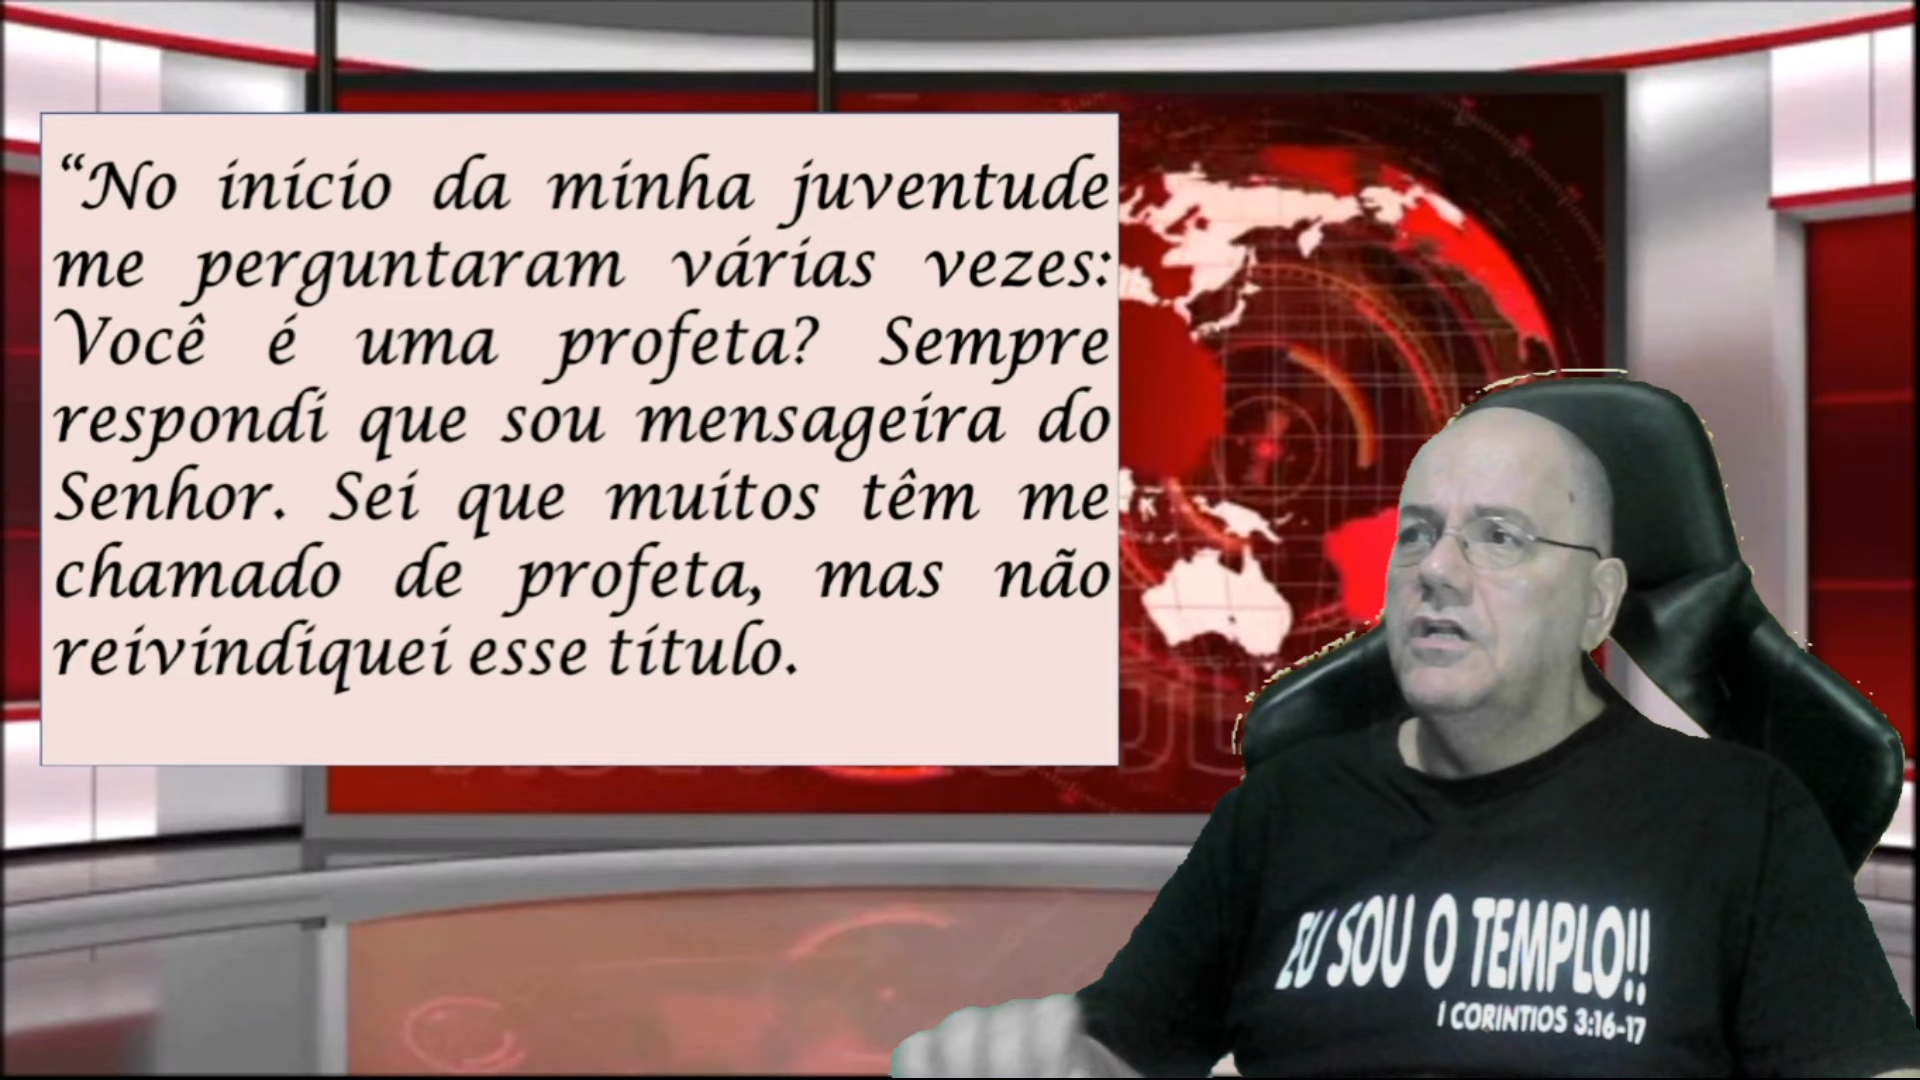 “No início da minha juventude
me perguntaram várias vezes:
Você é uma profeta? Sempre
respondi que sou mensageira do
Senhor. Sei que muitos têm me
chamado de profeta, mas não
reivindiquei esse título.
EU SOU O TEMPLO!!
I CORINTIOS 3:16-17